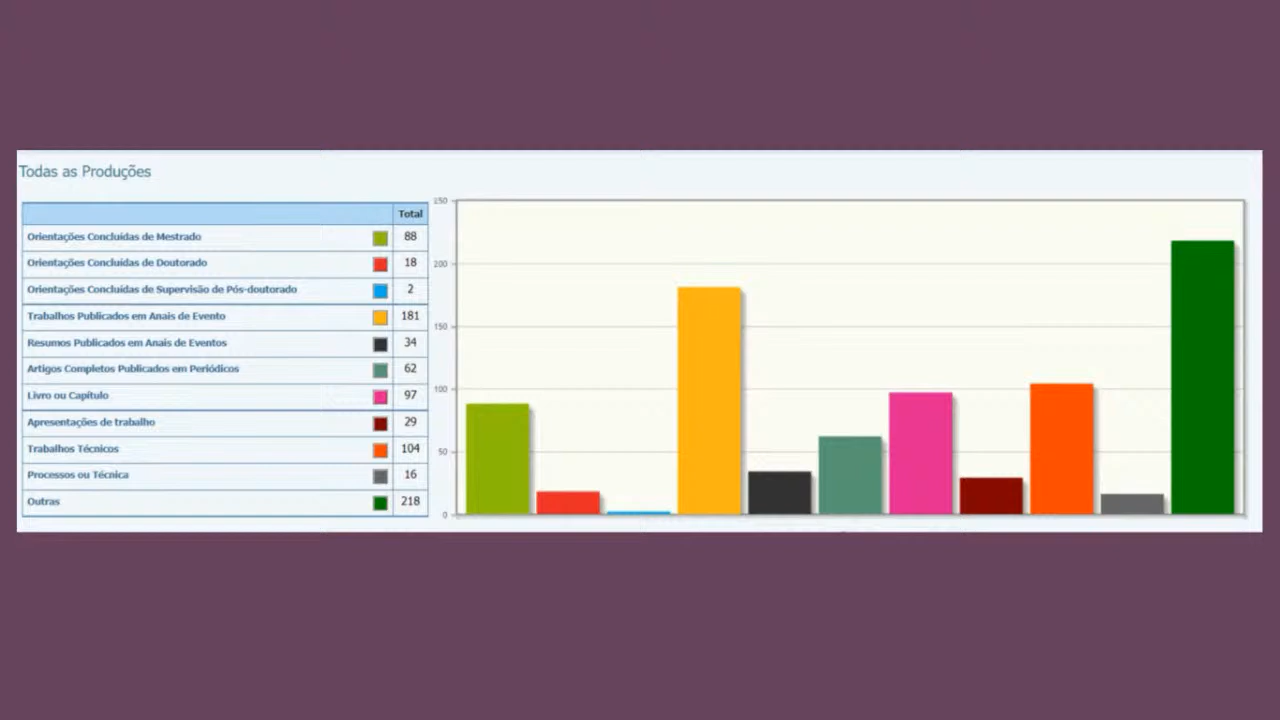 Todas as Produções
Total
Orientações Concluídas de Mestrado 88
Orientações Concluídas de Doutorado 18
Orientações Concluídas de Supervisão de Pós-doutorado 2
Trabalhos Publicados em Anais de Evento 181
Resumos Publicados em Anais de Eventos 34
Artigos Completos Publicados em Periódicos 62
Livro ou Capítulo 97
Apresentações de trabalho 29
Trabalhos Técnicos 104
Processos ou Técnica 16
Outras 218
250
200
150
100
50
0